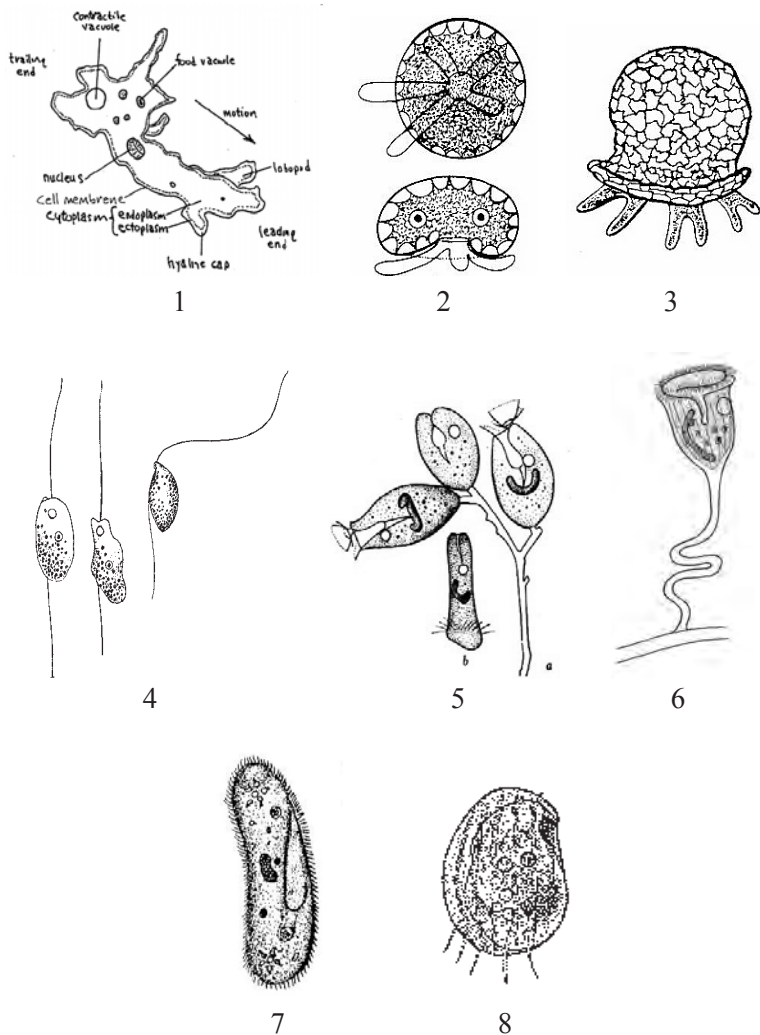 contractile
vacuole
trailing
end
food vacuole
motion
nucleus
lobopod
cell membrane
cytoplasm
endoplasm
ectoplasm
leading
end
hyaline cap
1
2
3
b
a
4
5
6
7
8